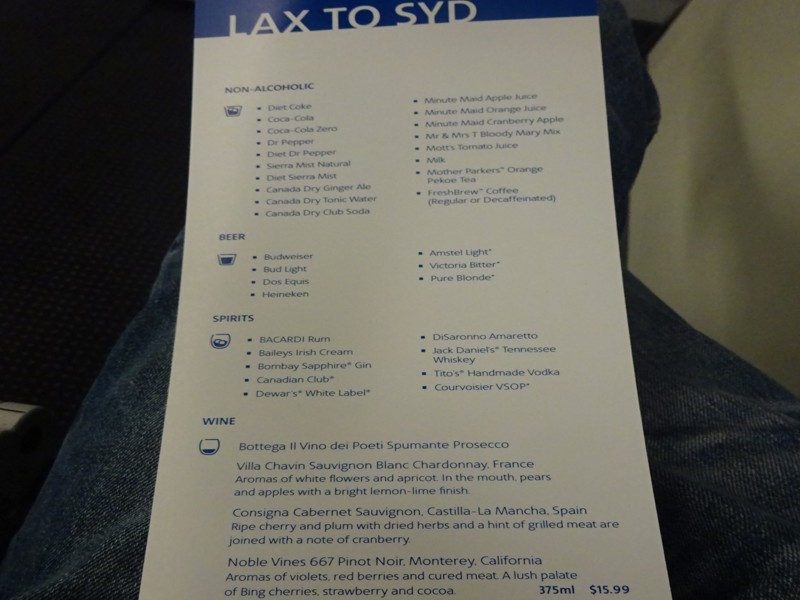 LAX TO SYD
NON-ALCOHOLIC
Diet Coke
Coca-Cola
Coca-Cola Zero
Dr Pepper
Diet Dr Pepper
Sierra Mist Natural
Diet Sierra Mist
Canada Dry Ginger Ale
Canada Dry Tonic Water
Canada Dry Club Soda
Minute Maid Apple Juice
Minute Maid Orange Juice
Minute Maid Cranberry Apple
Mr & Mrs T Bloody Mary Mix
Mott's Tomato Juice
Milk
Mother Parkers™ Orange
Pekoe Tea
FreshBrew™ Coffee
(Regular or Decaffeinated)
BEER
Budweiser
Bud Light
Dos Equis
Heineken
Amstel Light*
Victoria Bitter*
Pure Blonde*
SPIRITS
BACARDI Rum
Baileys Irish Cream
Bombay Sapphire® Gin
Canadian Club®
Dewar's® White Label®
DiSaronno Amaretto
Jack Daniel's® Tennessee
Whiskey
Tito's® Handmade Vodka
Courvoisier VSOP®
WINE
Bottega Il Vino dei Poeti Spumante Prosecco
Villa Chavin Sauvignon Blanc Chardonnay, France
Aromas of white flowers and apricot. In the mouth, pears
and apples with a bright lemon-lime finish.
Consigna Cabernet Sauvignon, Castilla-La Mancha, Spain
Ripe cherry and plum with dried herbs and a hint of grilled meat are
joined with a note of cranberry.
Noble Vines 667 Pinot Noir, Monterey, California
Aromas of violets, red berries and cured meat. A lush palate
of Bing cherries, strawberry and cocoa. 375ml $15.99